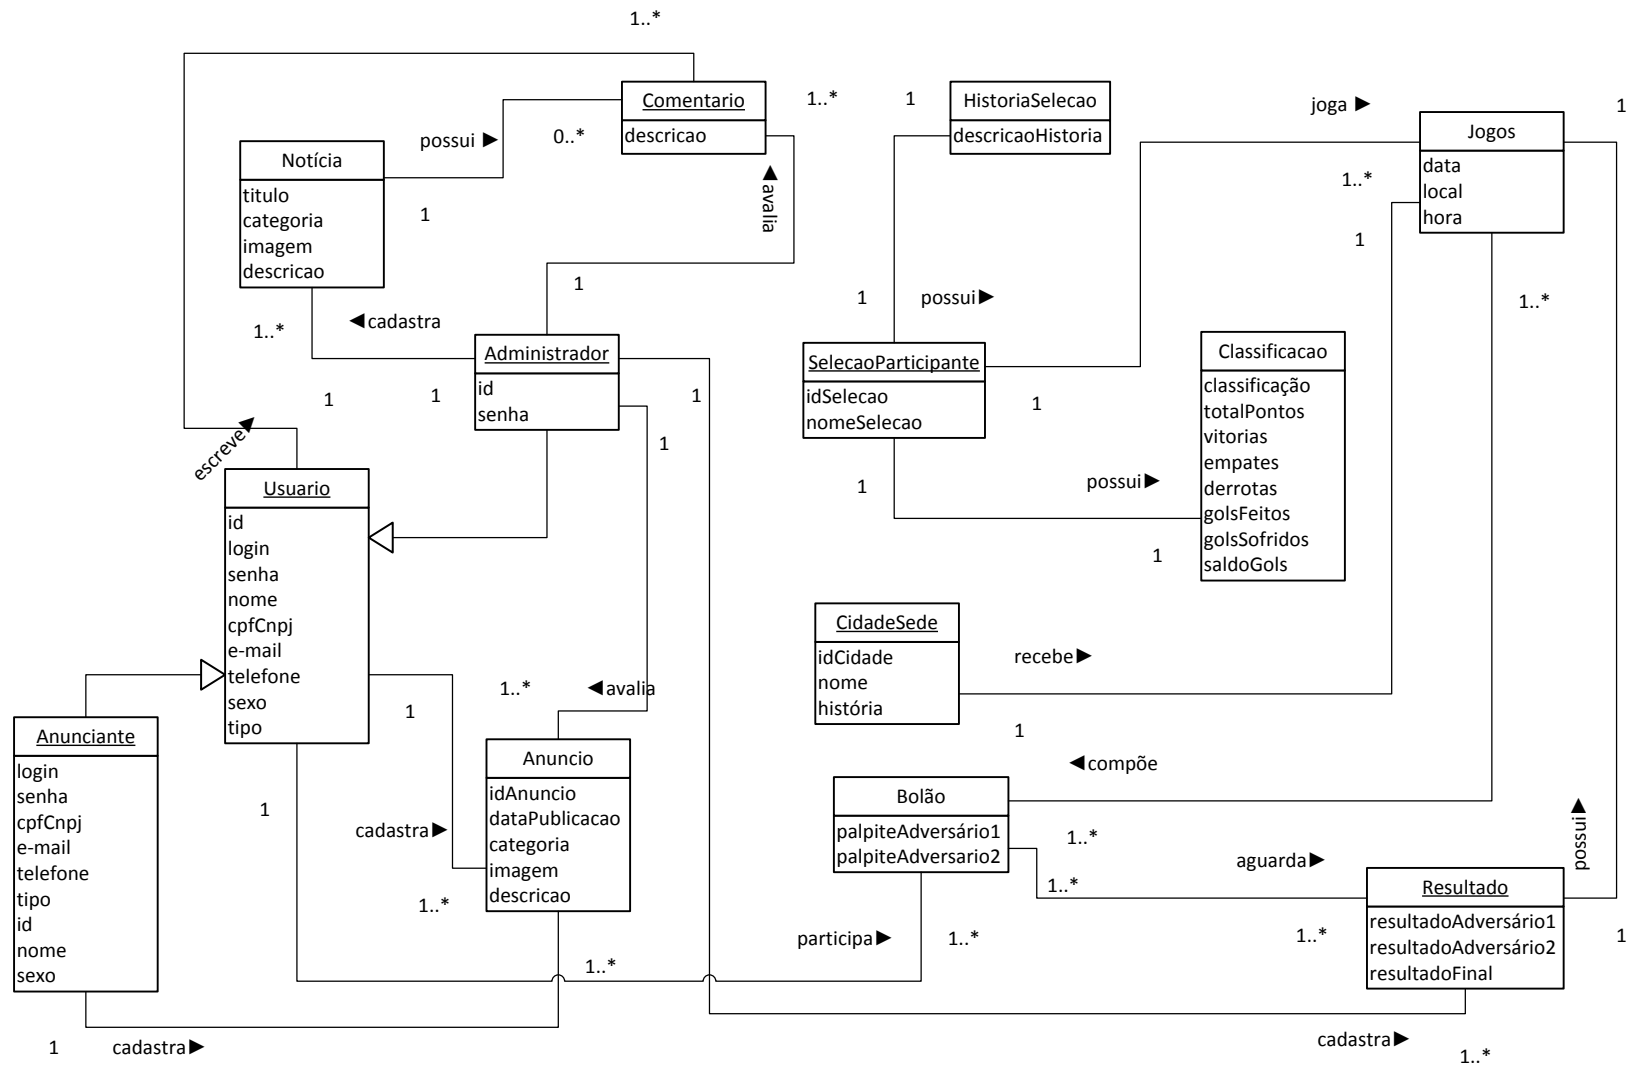 1..*
Comentario
descricao
1..*
1
HistoriaSelecao
descricaoHistoria
joga ►
1
Jogos
data
local
hora
possui ►
0..*
Notícia
titulo
categoria
imagem
descricao
1
◄avalia
1..*
1
1
1
possui►
1..*
1..*
◄cadastra
Administrador
id
senha
1
1
1
1
SelecaoParticipante
idSelecao
nomeSelecao
1
Classificacao
classificação
totalPontos
vitorias
empates
derrotas
golsFeitos
golsSofridos
saldoGols
escreve►
1
possui►
1
Usuario
id
login
senha
nome
cpfCnpj
e-mail
telefone
sexo
tipo
CidadeSede
idCidade
nome
história
recebe►
1
1..*
◄avalia
1
Anunciante
login
senha
cpfCnpj
e-mail
telefone
tipo
id
nome
sexo
Anuncio
idAnuncio
dataPublicacao
categoria
imagem
descricao
1
cadastra►
1..*
◄compõe
Bolão
palpiteAdversário1
palpiteAdversario2
1..*
1..*
aguarda ►
possui►
Resultado
resultadoAdversário1
resultadoAdversário2
resultadoFinal
participa►
1..*
1..*
1
1..*
1
cadastra►
cadastra►
1..*